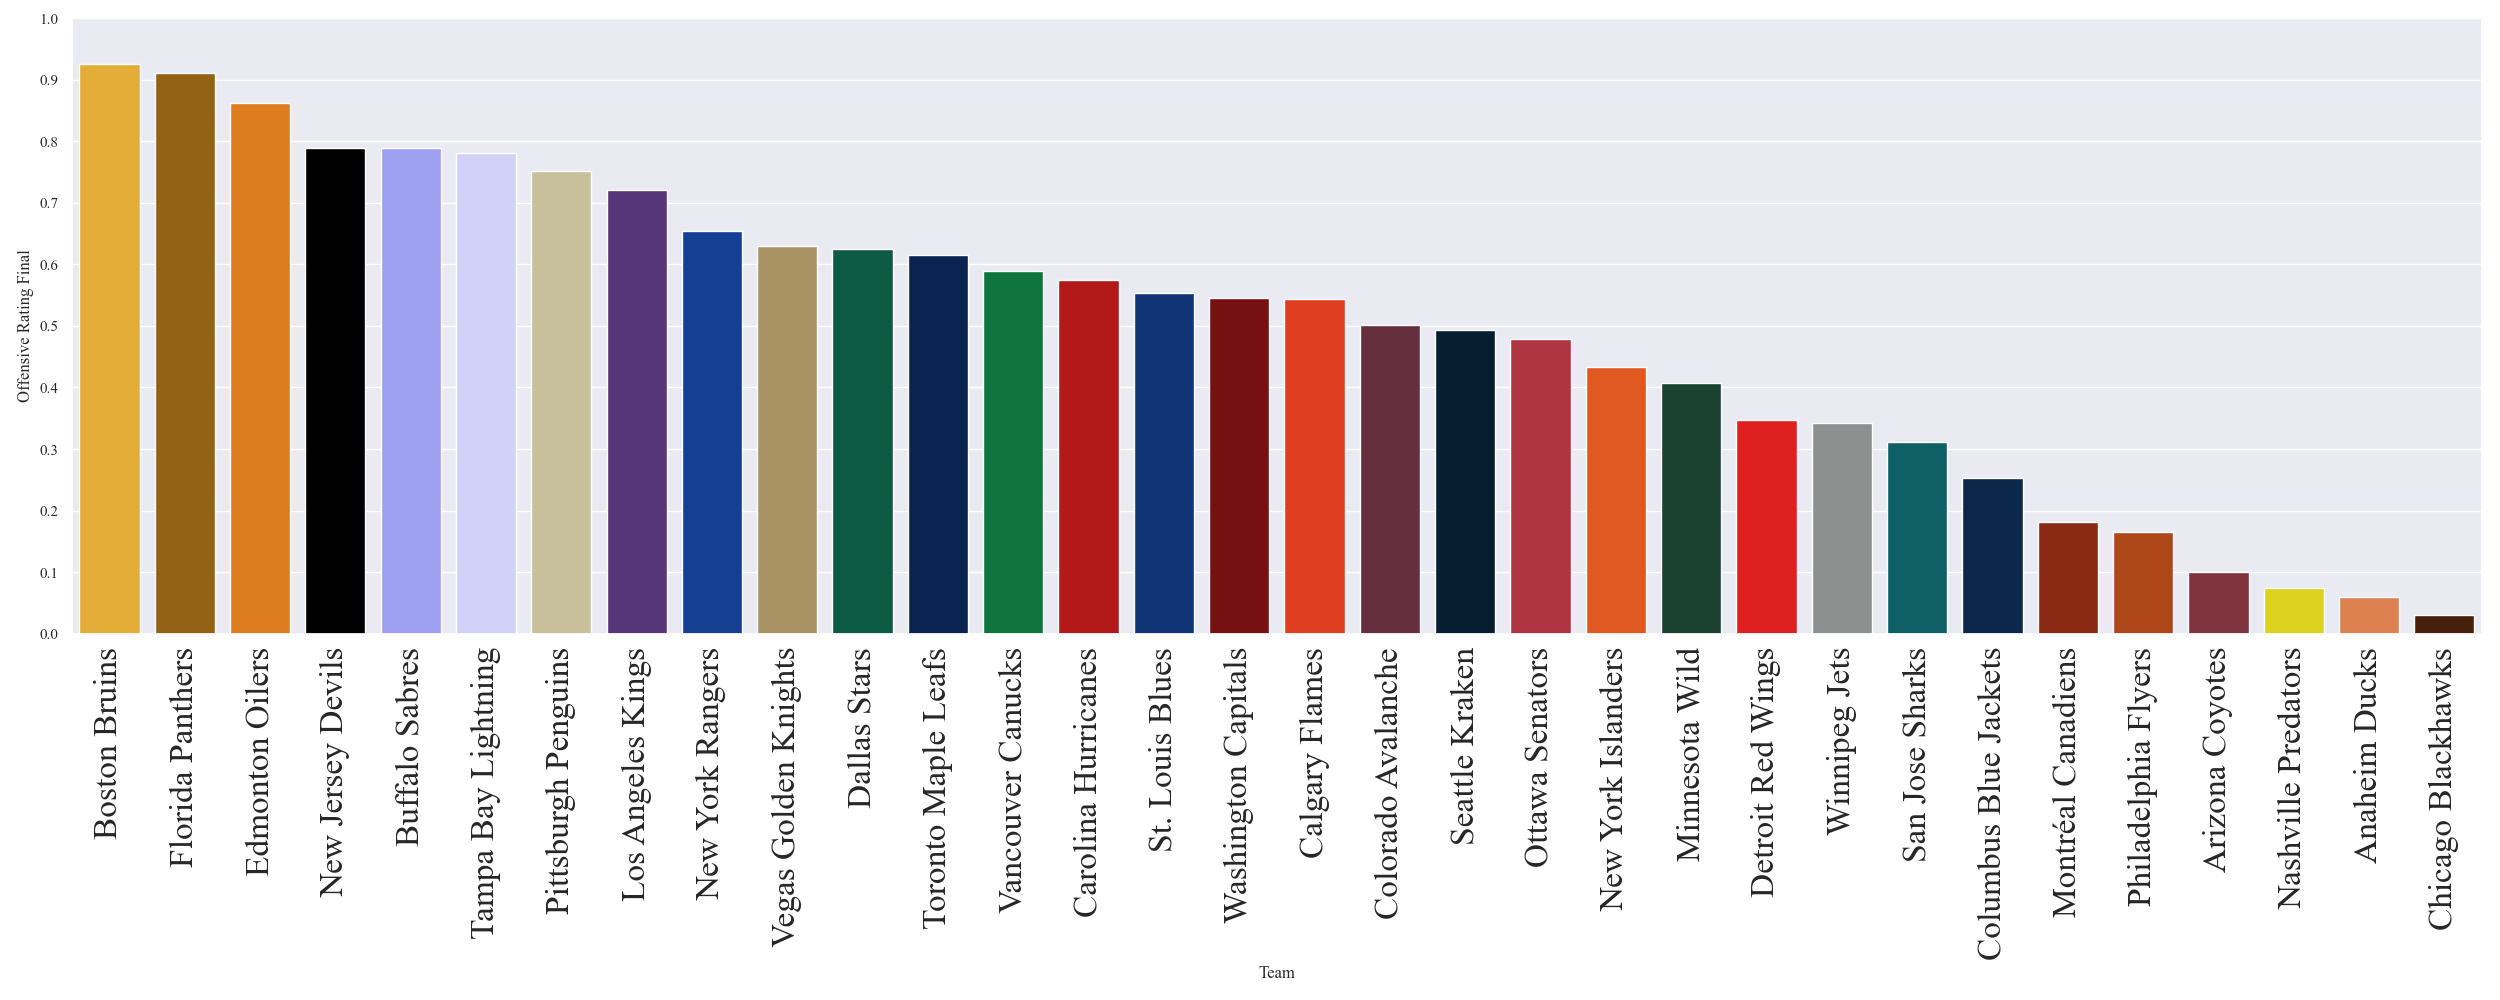 1.0
0.9
0.8
0.7
0.6
0.5
0.4
0.3
0.2
0.1
0.0
Offensive Rating Final
Boston Bruins
Florida Panthers
Edmonton Oilers
New Jersey Devils
Buffalo Sabres
Tampa Bay Lightning
Pittsburgh Penguins
Los Angeles Kings
New York Rangers
Vegas Golden Knights
Dallas Stars
Toronto Maple Leafs
Vancouver Canucks
Carolina Hurricanes
St. Louis Blues
Washington Capitals
Calgary Flames
Colorado Avalanche
Seattle Kraken
Ottawa Senators
New York Islanders
Minnesota Wild
Detroit Red Wings
Winnipeg Jets
San Jose Sharks
Columbus Blue Jackets
Montréal Canadiens
Philadelphia Flyers
Arizona Coyotes
Nashville Predators
Anaheim Ducks
Chicago Blackhawks
Team